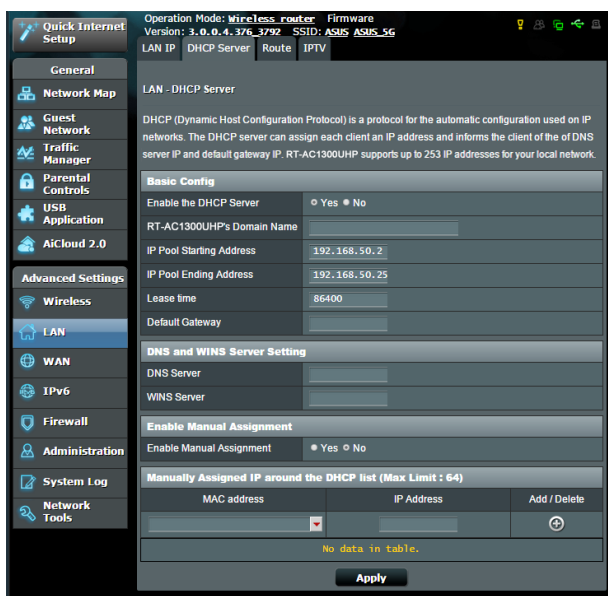 Quick Internet
Setup
Operation Mode: Wireless router Firmware
Version: 3.0.0.4.376_3792 SSID: ASUS ASUS_5G
LAN IP DHCP Server Route IPTV
General
Network Map
Guest
Network
Traffic
Manager
Parental
Controls
USB
Application
AiCloud 2.0
Advanced Settings
Wireless
LAN
WAN
IPv6
Firewall
Administration
System Log
Network
Tools
LAN - DHCP Server
DHCP (Dynamic Host Configuration Protocol) is a protocol for the automatic configuration used on IP
networks. The DHCP server can assign each client an IP address and informs the client of the of DNS
server IP and default gateway IP. RT-AC1300UHP supports up to 253 IP addresses for your local network.
Basic Config
Enable the DHCP Server Yes No
RT-AC1300UHP's Domain Name
IP Pool Starting Address 192.168.50.2
IP Pool Ending Address 192.168.50.25
Lease time 86400
Default Gateway
DNS and WINS Server Setting
DNS Server
WINS Server
Enable Manual Assignment
Enable Manual Assignment Yes No
Manually Assigned IP around the DHCP list (Max Limit : 64)
MAC address IP Address Add / Delete
No data in table.
Apply